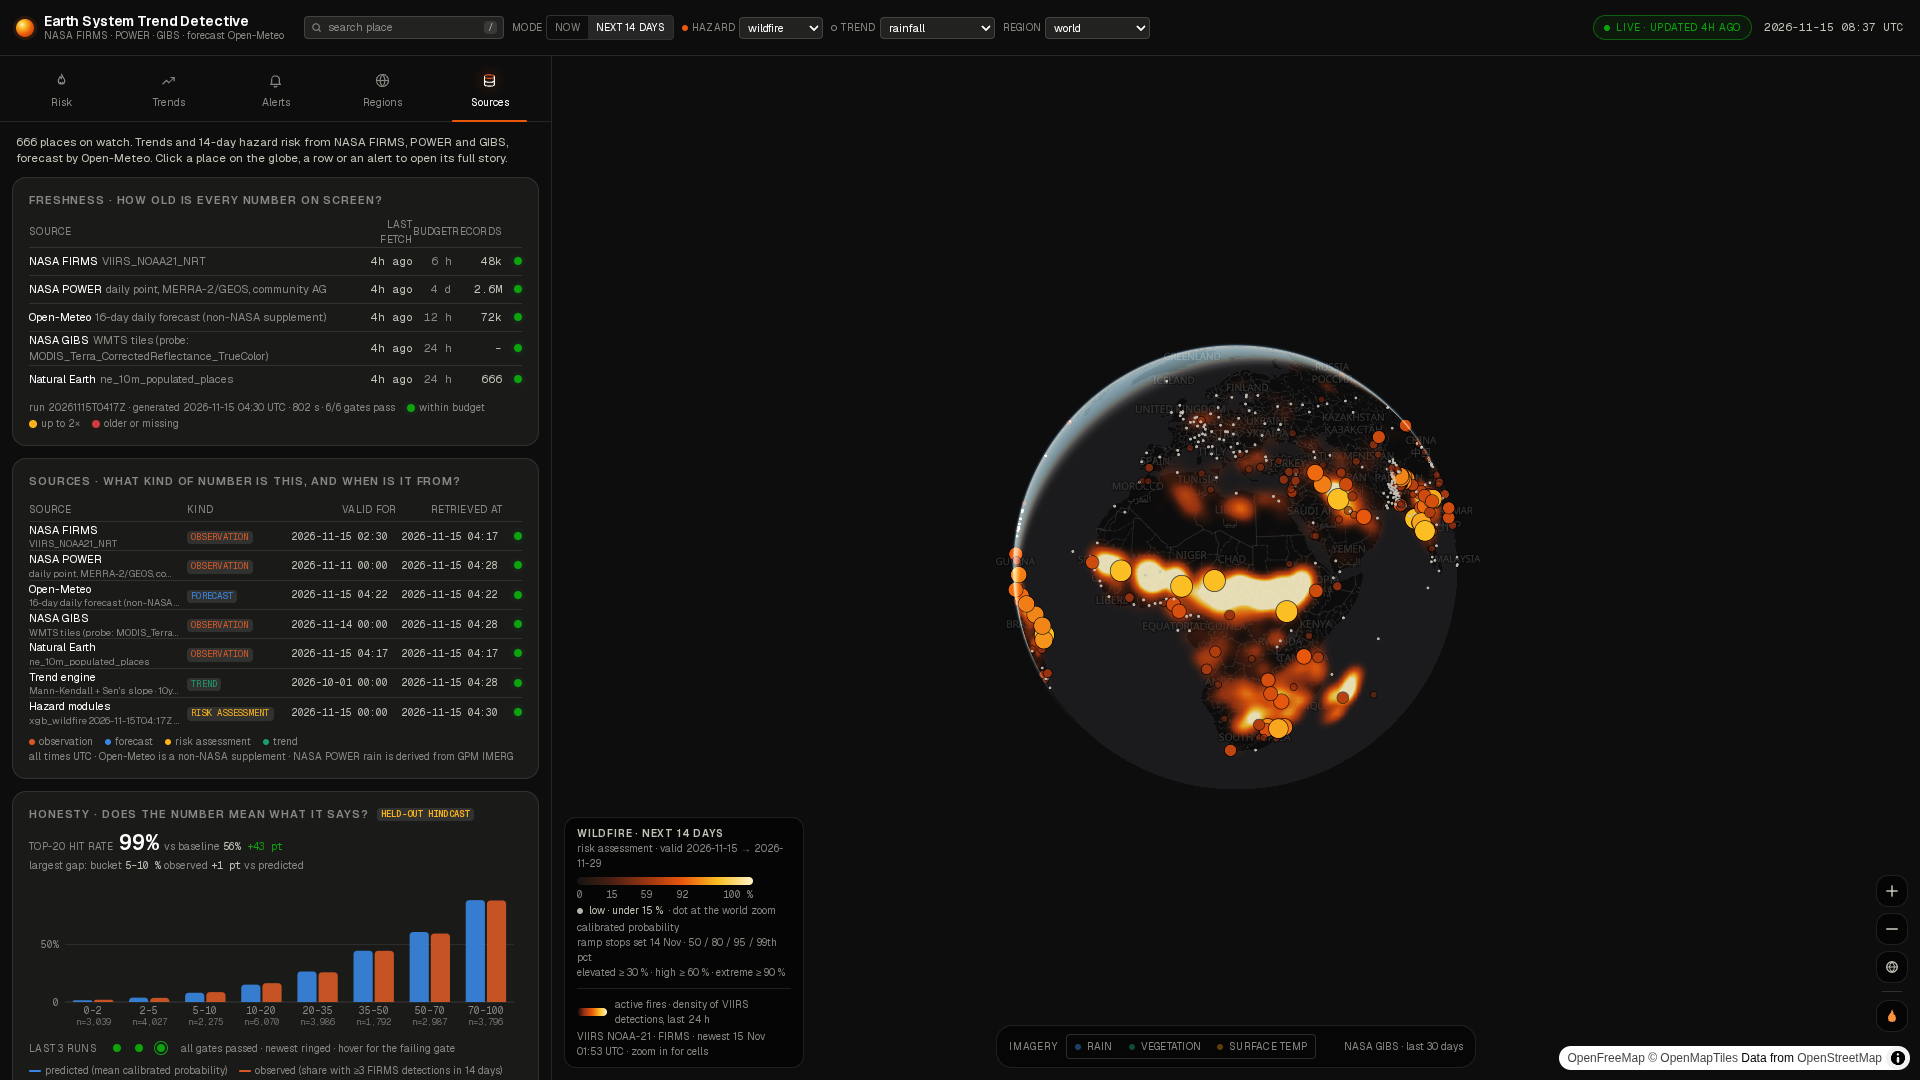 Earth System Trend Detective
NASA FIRMS · POWER · GIBS · forecast Open-Meteo
search place /
MODE NOW NEXT 14 DAYS HAZARD wildfire TREND rainfall REGION world
LIVE · UPDATED 4H AGO 2026-11-15 08:37 UTC
Risk Trends Alerts Regions Sources
666 places on watch. Trends and 14-day hazard risk from NASA FIRMS, POWER and GIBS,
forecast by Open-Meteo. Click a place on the globe, a row or an alert to open its full story.
FRESHNESS · HOW OLD IS EVERY NUMBER ON SCREEN?
SOURCE LAST FETCH BUDGET RECORDS
NASA FIRMS VIIRS_NOAA21_NRT 4h ago 6 h 48k
NASA POWER daily point, MERRA-2/GEOS, community AG 4h ago 4 d 2.6M
Open-Meteo 16-day daily forecast (non-NASA supplement) 4h ago 12 h 72k
NASA GIBS WMTS tiles (probe:
MODIS_Terra_CorrectedReflectance_TrueColor) 4h ago 24 h –
Natural Earth ne_10m_populated_places 4h ago 24 h 666
run 20261115T0417Z · generated 2026-11-15 04:30 UTC · 802 s · 6/6 gates pass within budget
up to 2× older or missing
SOURCES · WHAT KIND OF NUMBER IS THIS, AND WHEN IS IT FROM?
SOURCE KIND VALID FOR RETRIEVED AT
NASA FIRMS
VIIRS_NOAA21_NRT OBSERVATION 2026-11-15 02:30 2026-11-15 04:17
NASA POWER
daily point, MERRA-2/GEOS, co… OBSERVATION 2026-11-11 00:00 2026-11-15 04:28
Open-Meteo
16-day daily forecast (non-NASA… FORECAST 2026-11-15 04:22 2026-11-15 04:22
NASA GIBS
WMTS tiles (probe: MODIS_Terra… OBSERVATION 2026-11-14 00:00 2026-11-15 04:28
Natural Earth
ne_10m_populated_places OBSERVATION 2026-11-15 04:17 2026-11-15 04:17
Trend engine
Mann-Kendall + Sen's slope · 10y… TREND 2026-10-01 00:00 2026-11-15 04:28
Hazard modules
xgb_wildfire 2026-11-15T04:17Z… RISK ASSESSMENT 2026-11-15 00:00 2026-11-15 04:30
observation forecast risk assessment trend
all times UTC · Open-Meteo is a non-NASA supplement · NASA POWER rain is derived from GPM IMERG
HONESTY · DOES THE NUMBER MEAN WHAT IT SAYS? HELD-OUT HINDCAST
TOP-20 HIT RATE 99% vs baseline 56% +43 pt
largest gap: bucket 5–10 % observed +1 pt vs predicted
50%
0
0–2 2–5 5–10 10–20 20–35 35–50 50–70 70–100
n=3,039 n=4,027 n=2,275 n=6,070 n=3,986 n=1,792 n=2,987 n=3,796
LAST 3 RUNS all gates passed · newest ringed · hover for the failing gate
predicted (mean calibrated probability) observed (share with ≥3 FIRMS detections in 14 days)
GREENLAND
ICELAND
FINLAND
RUSSIA
РОССИЯ
UNITED KINGDOM
KAZAKHSTAN
ҚАЗАҚСТАН
CHINA
中国
ITALY
SPAIN
TURKEY
TURKMENISTAN
MOROCCO
المغرب
TUNISIA
YEMEN
NIGER
CHAD
MALAYSIA
EQUATORIAL GUINEA
KENYA
WILDFIRE · NEXT 14 DAYS
risk assessment · valid 2026-11-15 → 2026-
11-29
0 15 59 92 100 %
low · under 15 % · dot at the world zoom
calibrated probability
ramp stops set 14 Nov · 50 / 80 / 95 / 99th
pct
elevated ≥ 30 % · high ≥ 60 % · extreme ≥ 90 %
active fires · density of VIIRS
detections, last 24 h
VIIRS NOAA-21 · FIRMS · newest 15 Nov
01:53 UTC · zoom in for cells
IMAGERY RAIN VEGETATION SURFACE TEMP NASA GIBS · last 30 days
OpenFreeMap © OpenMapTiles Data from OpenStreetMap